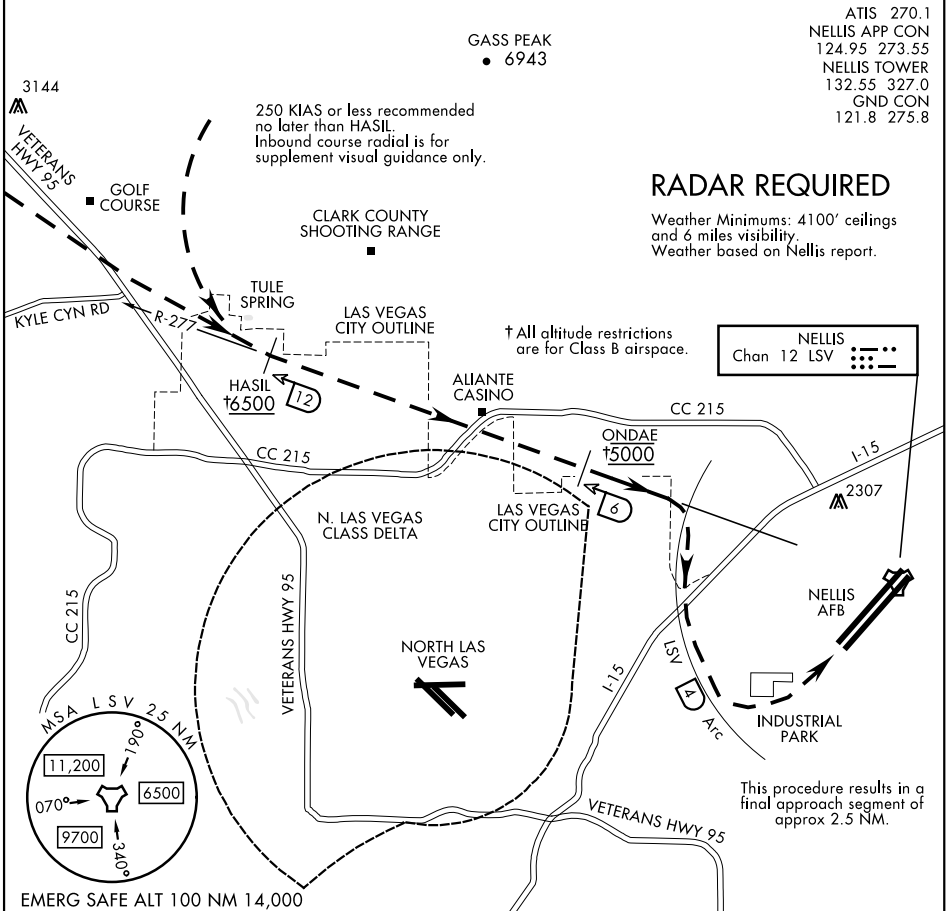 ATIS 270.1
NELLIS APP CON
124.95 273.55
NELLIS TOWER
132.55 327.0
GND CON
121.8 275.8
GASS PEAK
6943
3144
250 KIAS or less recommended
no later than HASIL.
Inbound course radial is for
supplement visual guidance only.
VETERANS
HWY 95
GOLF
COURSE
RADAR REQUIRED
Weather Minimums: 4100' ceilings
and 6 miles visibility.
Weather based on Nellis report.
CLARK COUNTY
SHOOTING RANGE
TULE
SPRING
KYLE CYN RD
R-277
LAS VEGAS
CITY OUTLINE
† All altitude restrictions
are for Class B airspace.
NELLIS
Chan 12 LSV
HASIL
†6500
12
ALIANTE
CASINO
CC 215
ONDAE
†5000
I-15
CC 215
6
2307
N. LAS VEGAS
CLASS DELTA
LAS VEGAS
CITY OUTLINE
CC 215
VETERANS HWY 95
NELLIS
AFB
NORTH LAS
VEGAS
I-15
LSV
4
Arc
INDUSTRIAL
PARK
MSA LSV 25 NM
190°
11,200
6500
070°
9700
340°
This procedure results in a
final approach segment of
approx 2.5 NM.
VETERANS HWY 95
EMERG SAFE ALT 100 NM 14,000